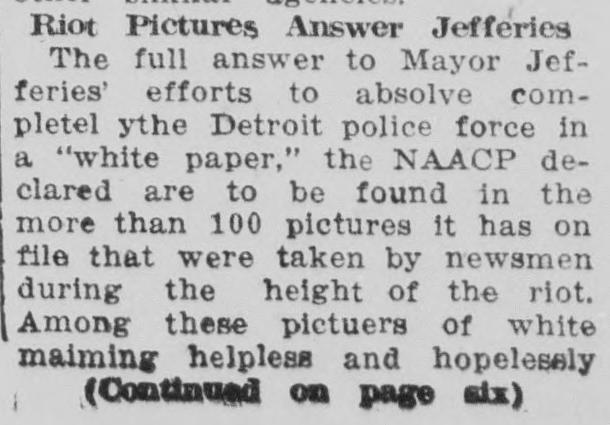 other similar agencies.
Riot Pictures Answer Jefferies
The full answer to Mayor Jef-
feries' efforts to absolve com-
pletel ythe Detroit police force in
a "white paper," the NAACP de-
clared are to be found in the
more than 100 pictures it has on
file that were taken by newsmen
during the height of the riot.
Among these pictuers of white
maiming helpless and hopelessly
(Continued on page six)